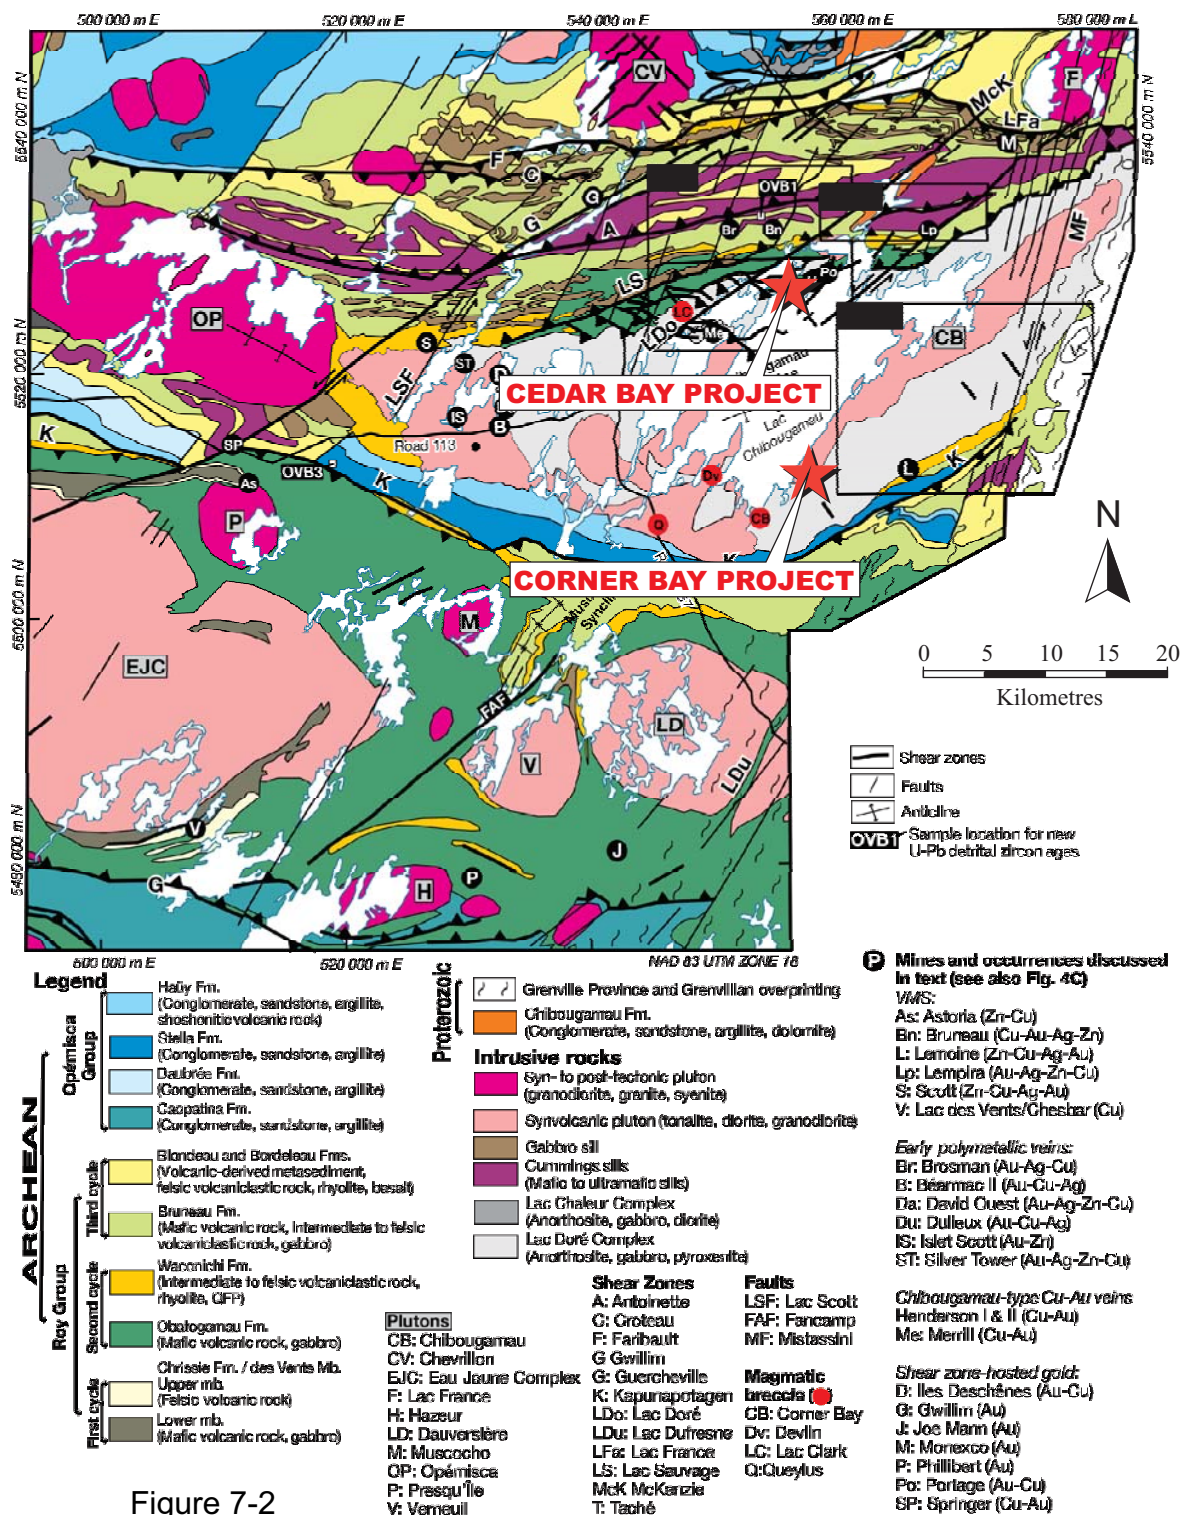 500 000 m E
520 000 m E
540 000 m E
560 000 m E
580 000 m E
5540 000 m N
5540 000 m N
CV
F
McK
LFa
M
F
C
G
G
A
OVB1
Br
Bn
Lp
MF
LS
Po
LC
LDo
Me
OP
S
ST
LSF
D
CB
5520 000 m N
CEDAR BAY PROJECT
Lac
Chibougamau
IS
B
Road 113
K
SP
OVB3
K
As
Dv
L
K
P
Q
CB
K
CORNER BAY PROJECT
N
5500 000 m N
M
EJC
FAF
LD
V
LDu
0 5 10 15 20
Kilometres
Shear zones
Faults
Anticline
OVB1 Sample location for new
U-Pb detrital zircon ages
V
J
5480 000 m N
G
H
P
500 000 m E
520 000 m E
NAD 83 UTM ZONE 18
Legend
ARCHEAN
Opémisca
Group
Haüy Fm.
(Conglomerate, sandstone, argillite,
shoshonitic volcanic rock)
Stella Fm.
(Conglomerate, sandstone, argillite)
Daubrée Fm.
(Conglomerate, sandstone, argillite)
Caopatina Fm.
(Conglomerate, sandstone, argillite)
Roy Group
Third cycle
Blondeau and Bordeleau Fms.
(Volcanic-derived metasediment,
felsic volcaniclastic rock, rhyolite, basalt)
Bruneau Fm.
(Mafic volcanic rock, intermediate to felsic
volcaniclastic rock, gabbro)
Second cycle
Waconichi Fm.
(Intermediate to felsic volcaniclastic rock,
rhyolite, QFP)
Obatogamau Fm.
(Mafic volcanic rock, gabbro)
First cycle
Chrissie Fm. / des Vents Mb.
Upper mb.
(Felsic volcanic rock)
Lower mb.
(Mafic volcanic rock, gabbro)
Proterozoic
Grenville Province and Grenvillian overprinting
Chibougamau Fm.
(Conglomerate, sandstone, argillite, dolomite)
Intrusive rocks
Syn- to post-tectonic pluton
(granodiorite, granite, syenite)
Synvolcanic pluton (tonalite, diorite, granodiorite)
Gabbro sill
Cummings sills
(Mafic to ultramafic sills)
Lac Chaleur Complex
(Anorthosite, gabbro, diorite)
Lac Doré Complex
(Anorthosite, gabbro, pyroxenite)
Plutons
CB: Chibougamau
CV: Chevrillon
EJC: Eau Jaune Complex
F: Lac France
H: Hazeur
LD: Dauversière
M: Muscocho
OP: Opémisca
P: Presqu'Île
V: Verneuil
Shear Zones
A: Antoinette
C: Croteau
F: Faribault
G Gwillim
G: Guercheville
K: Kapunapotagen
LDo: Lac Doré
LDu: Lac Dufresne
LFa: Lac France
LS: Lac Sauvage
McK McKenzie
T: Taché
Faults
LSF: Lac Scott
FAF: Fancamp
MF: Mistassini
Magmatic
breccia
CB: Corner Bay
Dv: Devlin
LC: Lac Clark
Q:Queylus
P Mines and occurrences discussed
in text (see also Fig. 4C)
VMS:
As: Astoria (Zn-Cu)
Bn: Bruneau (Cu-Au-Ag-Zn)
L: Lemoine (Zn-Cu-Ag-Au)
Lp: Lempira (Au-Ag-Zn-Cu)
S: Scott (Zn-Cu-Ag-Au)
V: Lac des Vents/Chesbar (Cu)
Early polymetallic veins:
Br: Brosman (Au-Ag-Cu)
B: Béarmac II (Au-Cu-Ag)
Da: David Ouest (Au-Ag-Zn-Cu)
Du: Dulleux (Au-Cu-Ag)
IS: Islet Scott (Au-Zn)
ST: Silver Tower (Au-Ag-Zn-Cu)
Chibougamau-type Cu-Au veins
Henderson I & II (Cu-Au)
Me: Merrill (Cu-Au)
Shear zone-hosted gold:
D: Iles Deschênes (Au-Cu)
G: Gwillim (Au)
J: Joe Mann (Au)
M: Monexco (Au)
P: Phillibert (Au)
Po: Portage (Au-Cu)
SP: Springer (Cu-Au)
Figure 7-2